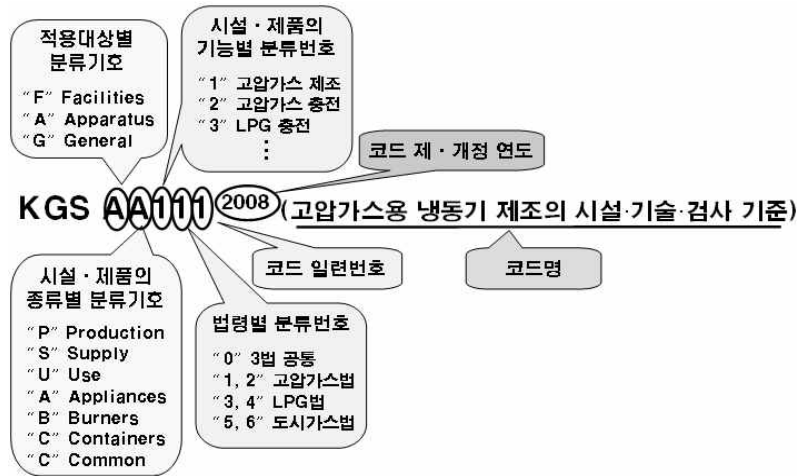 적용대상별
분류기호
“F” Facilities
“A” Apparatus
“G” General
시설·제품의
기능별 분류번호
“1” 고압가스 제조
“2” 고압가스 충전
“3” LPG 충전
⋮
코드 제·개정 연도
KGS AA111 2008 (고압가스용 냉동기 제조의 시설·기술·검사 기준)
시설·제품의
종류별 분류기호
“P” Production
“S” Supply
“U” Use
“A” Appliances
“B” Burners
“C” Containers
“C” Common
법령별 분류번호
“0” 3법 공통
“1, 2” 고압가스법
“3, 4” LPG법
“5, 6” 도시가스법
코드 일련번호
코드명